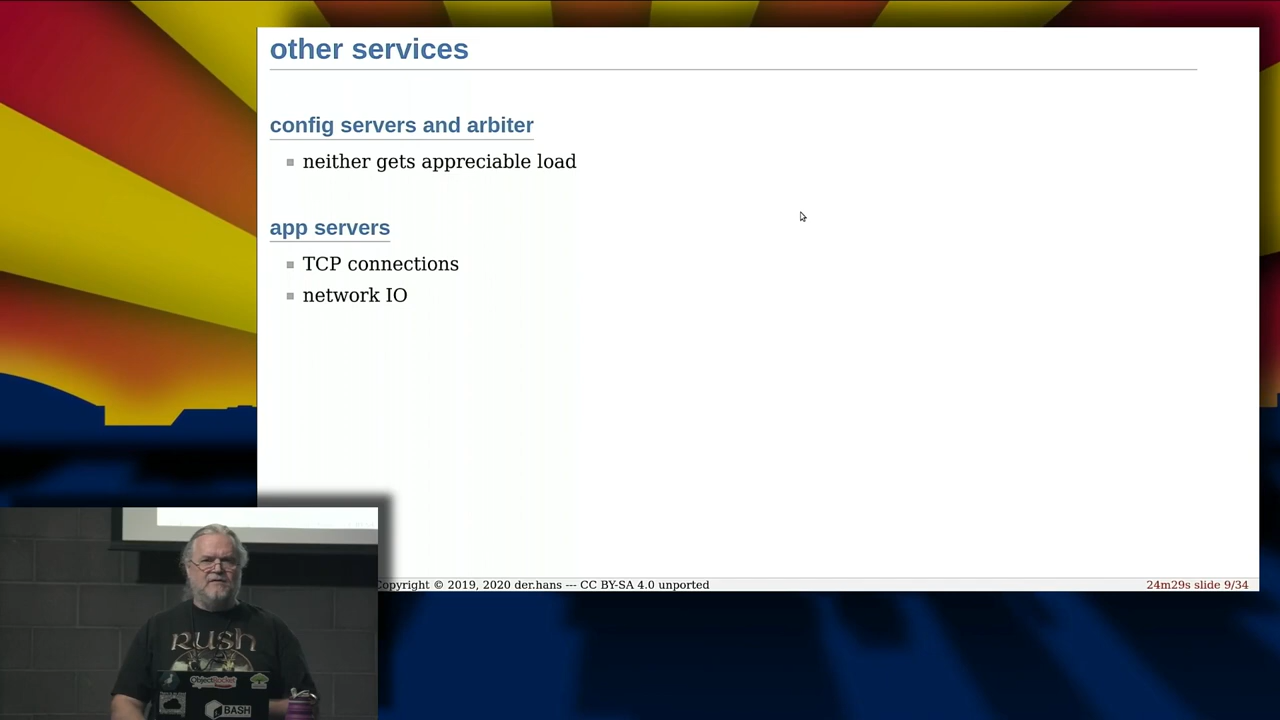 other services
config servers and arbiter
neither gets appreciable load
app servers
TCP connections
network IO
Copyright © 2019, 2020 der.hans --- CC BY-SA 4.0 unported
24m29s slide 9/34
Rush
ObjectRocket
BASH